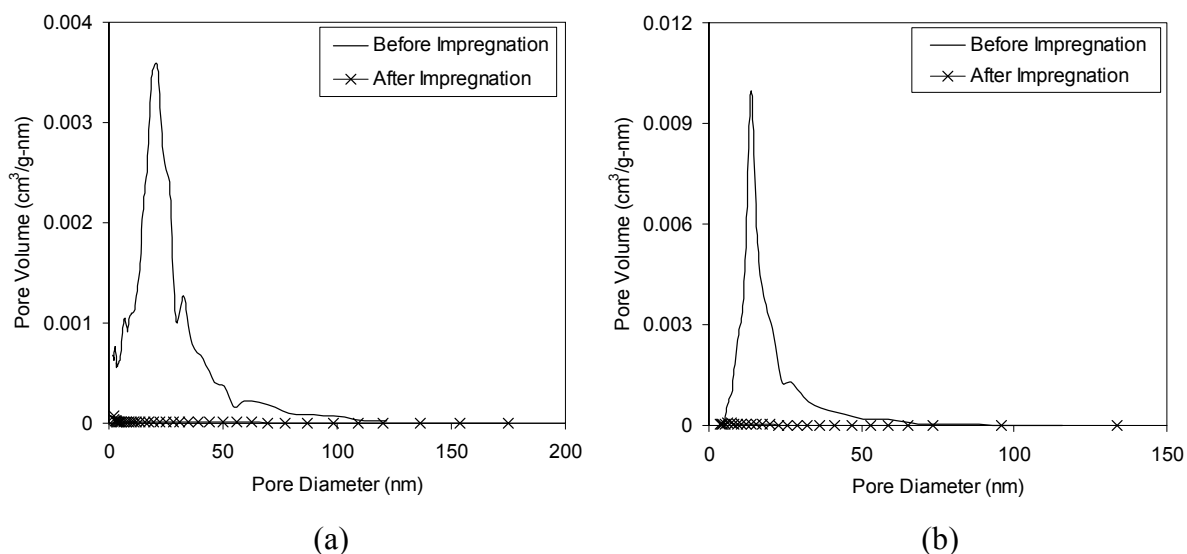 0.004
0.003
0.002
0.001
0
Pore Volume (cm³/g-nm)
Before Impregnation
After Impregnation
0 50 100 150 200
Pore Diameter (nm)
(a)
0.012
0.009
0.006
0.003
0
Pore Volume (cm³/g-nm)
Before Impregnation
After Impregnation
0 50 100 150
Pore Diameter (nm)
(b)